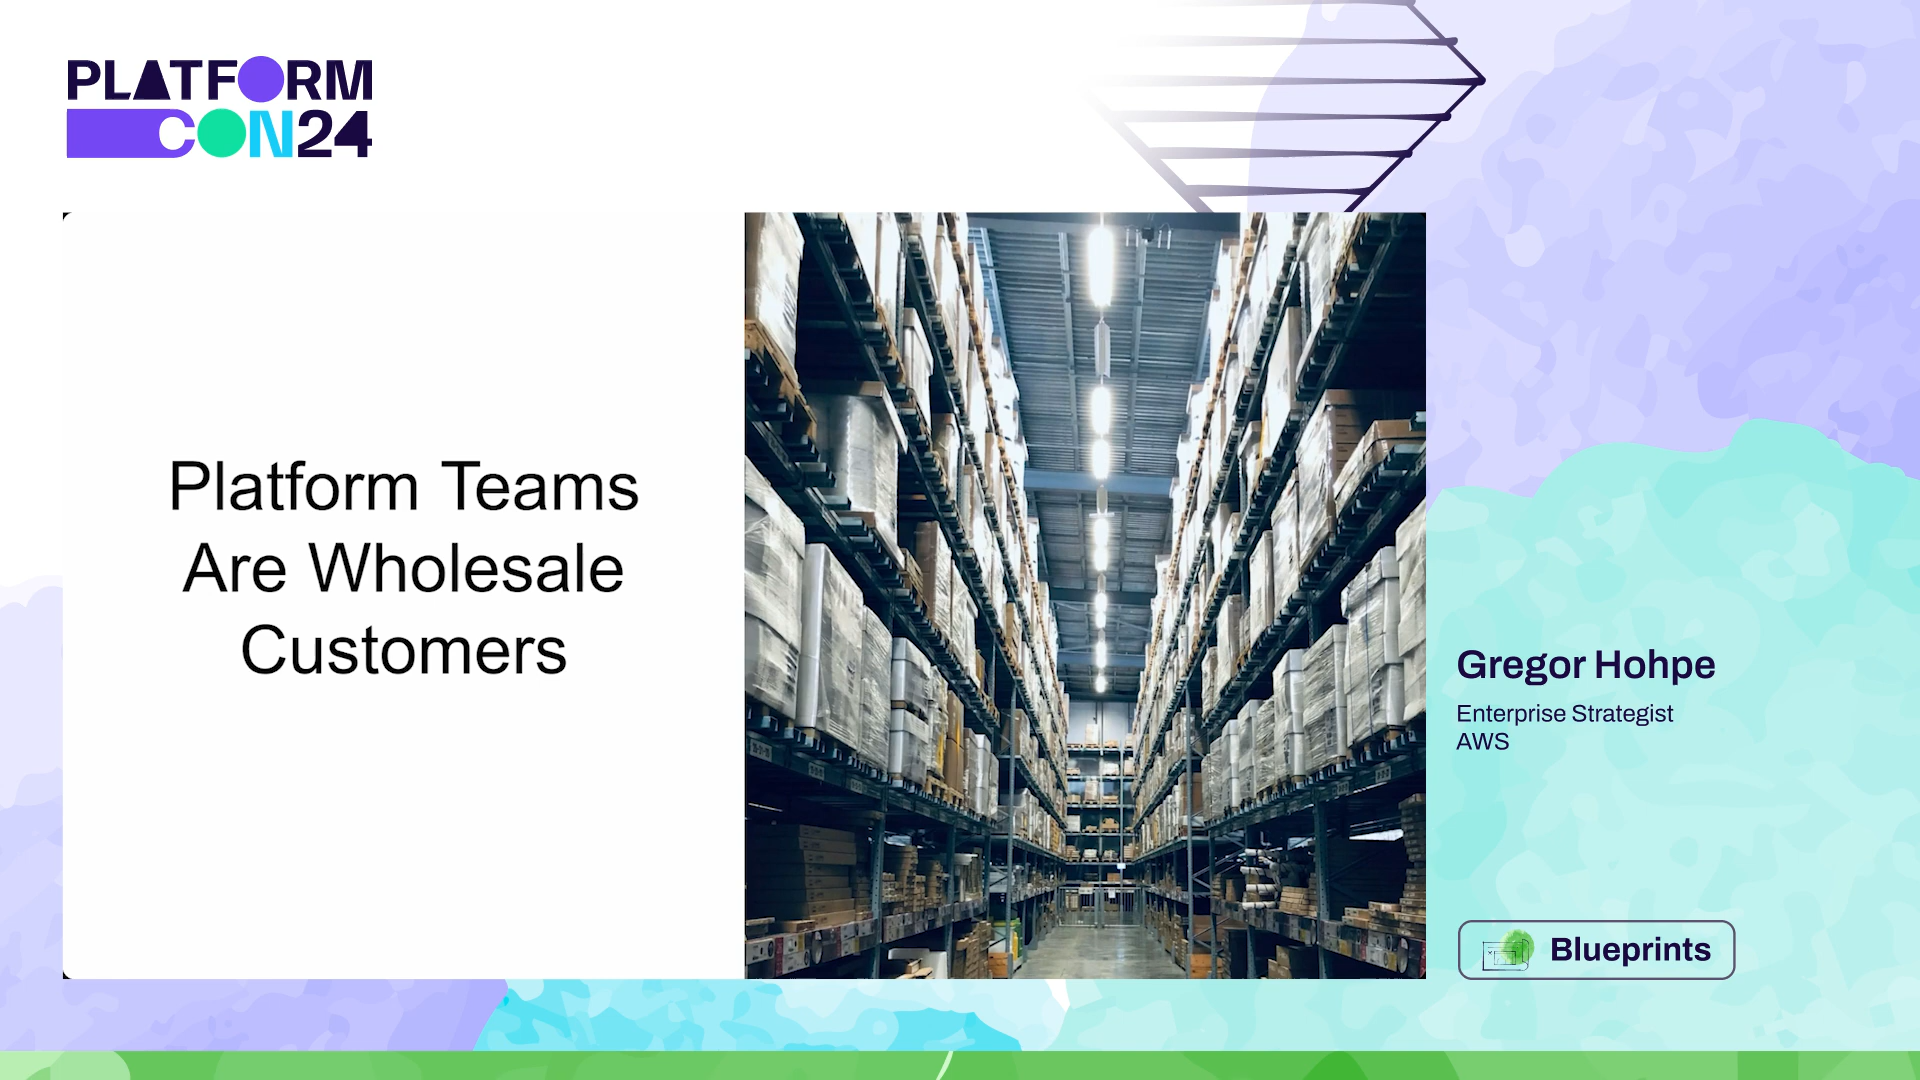 PLATFORM
CON24
Platform Teams
Are Wholesale
Customers
Gregor Hohpe
Enterprise Strategist
AWS
Blueprints